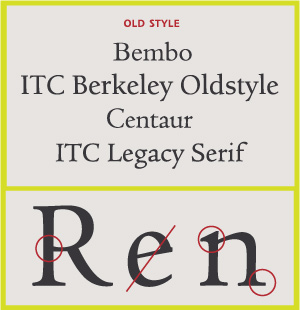 OLD STYLE
Bembo
ITC Berkeley Oldstyle
Centaur
ITC Legacy Serif
Ren